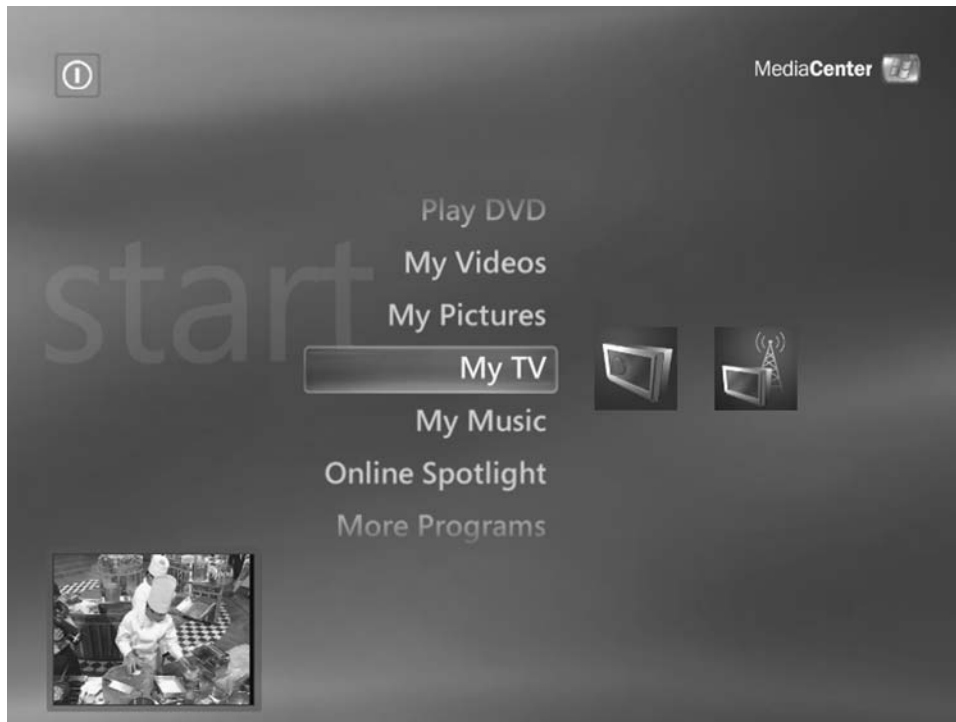 MediaCenter
start
Play DVD
My Videos
My Pictures
My TV
My Music
Online Spotlight
More Programs